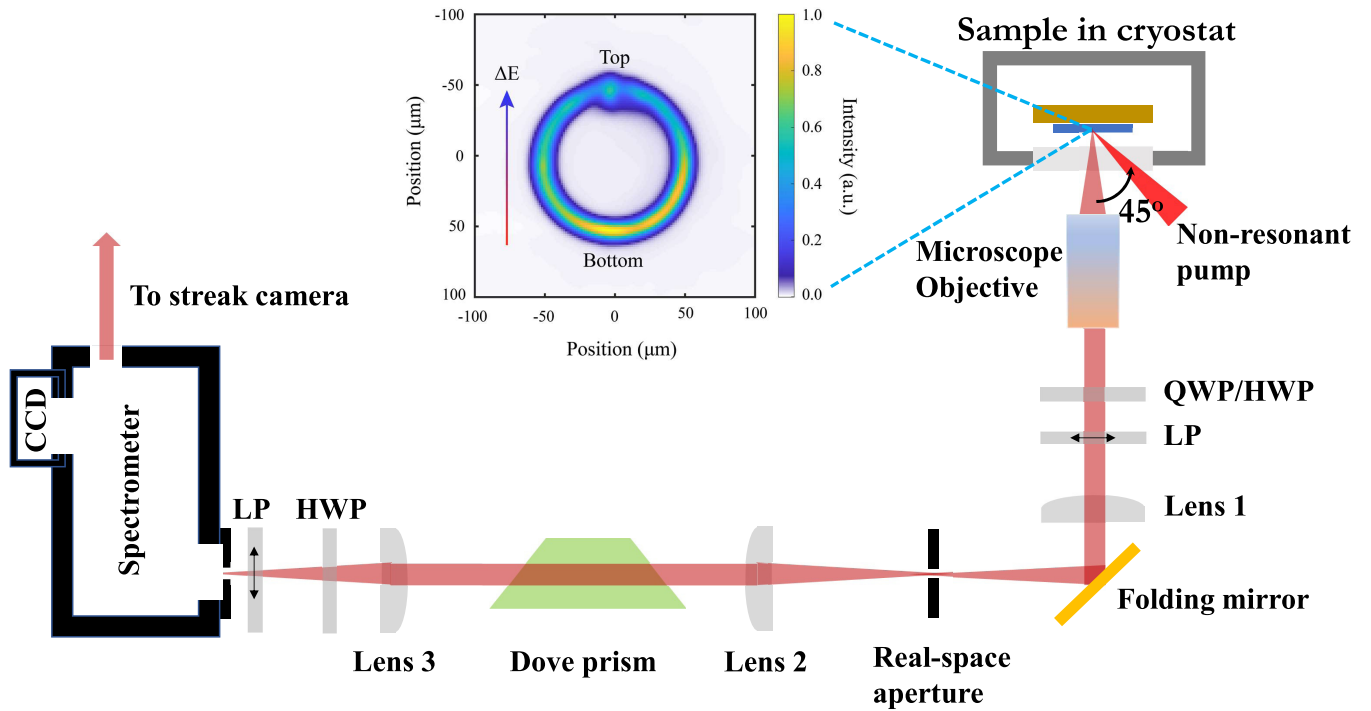 Sample in cryostat
45o
Non-resonant
pump
Microscope
Objective
QWP/HWP
LP
Lens 1
Folding mirror
Real-space
aperture
Lens 2
Dove prism
Lens 3
HWP
LP
Spectrometer
CCD
To streak camera
-100
-50
0
50
100
Position (μm)
-100
-50
0
50
100
Position (μm)
ΔE
Top
Bottom
1.0
0.8
0.6
0.4
0.2
0.0
Intensity (a.u.)